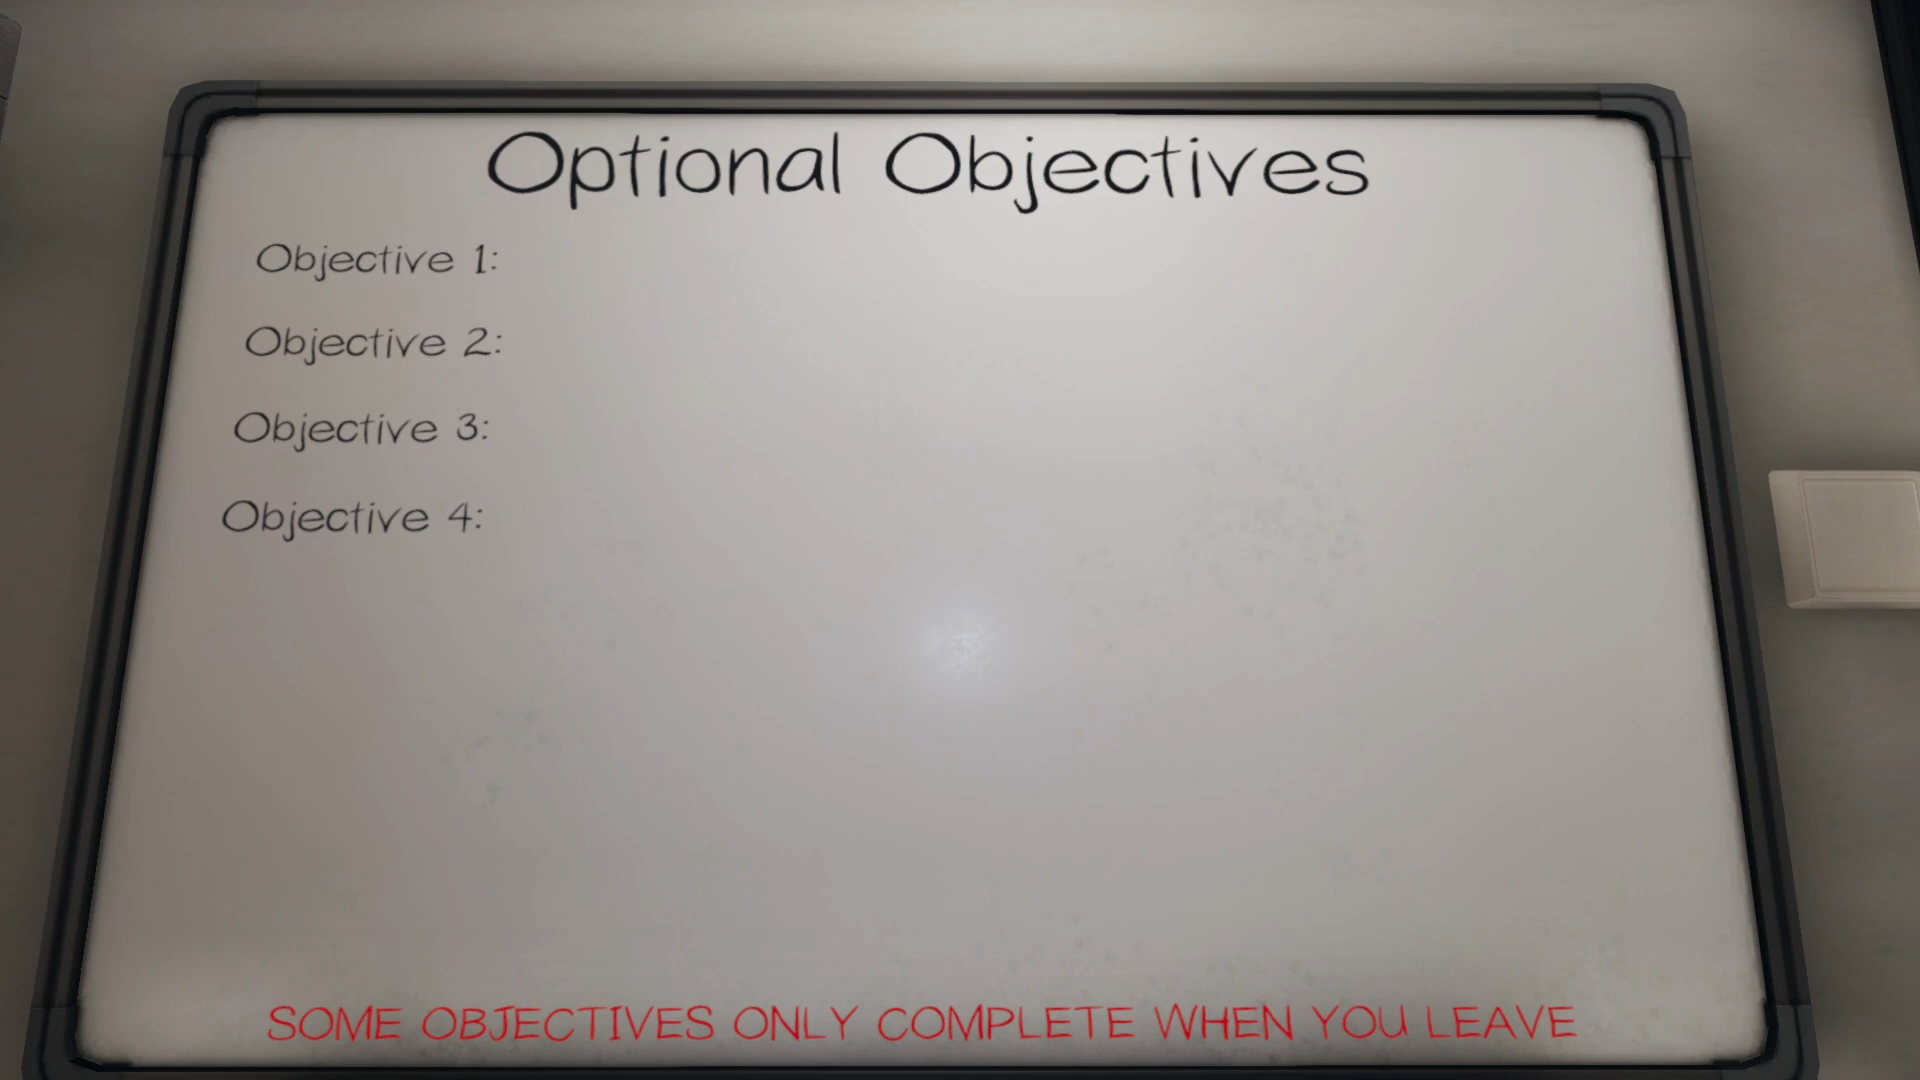 Optional Objectives
Objective 1:
Objective 2:
Objective 3:
Objective 4:
SOME OBJECTIVES ONLY COMPLETE WHEN YOU LEAVE